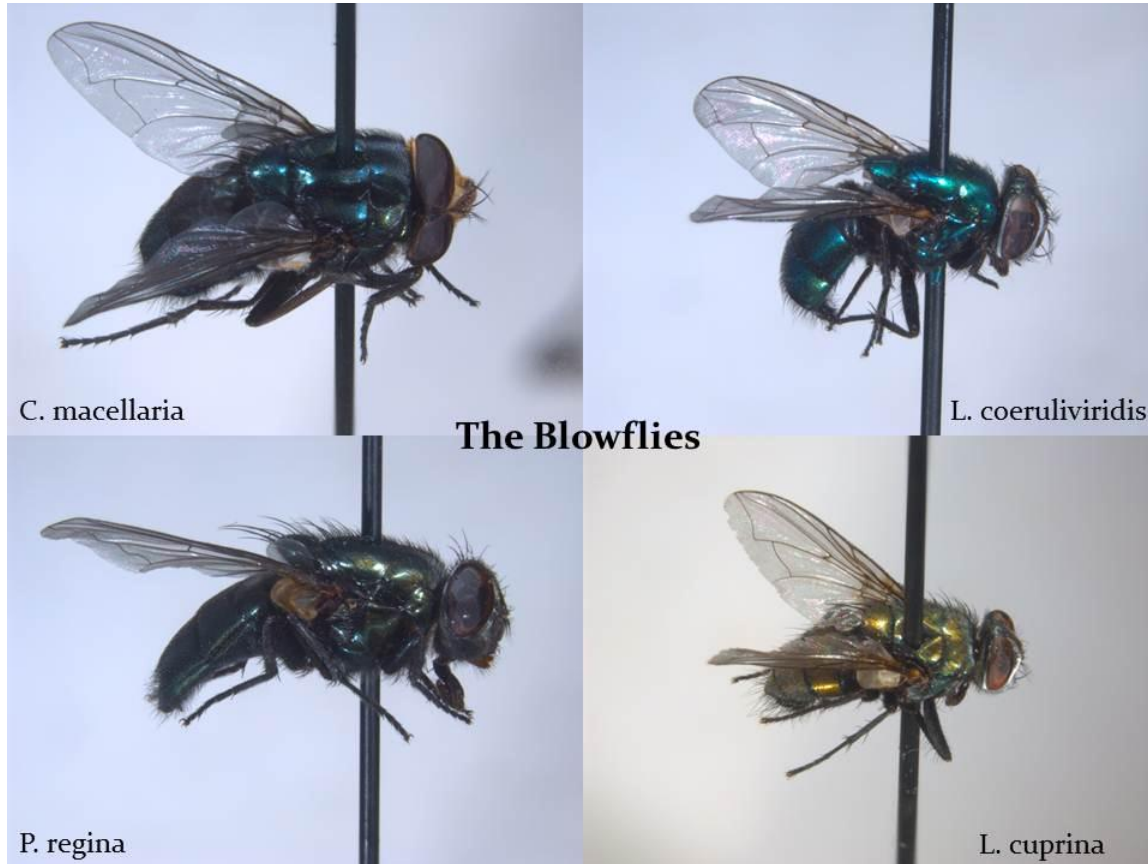 C. macellaria
L. coeruliviridis
The Blowflies
P. regina
L. cuprina